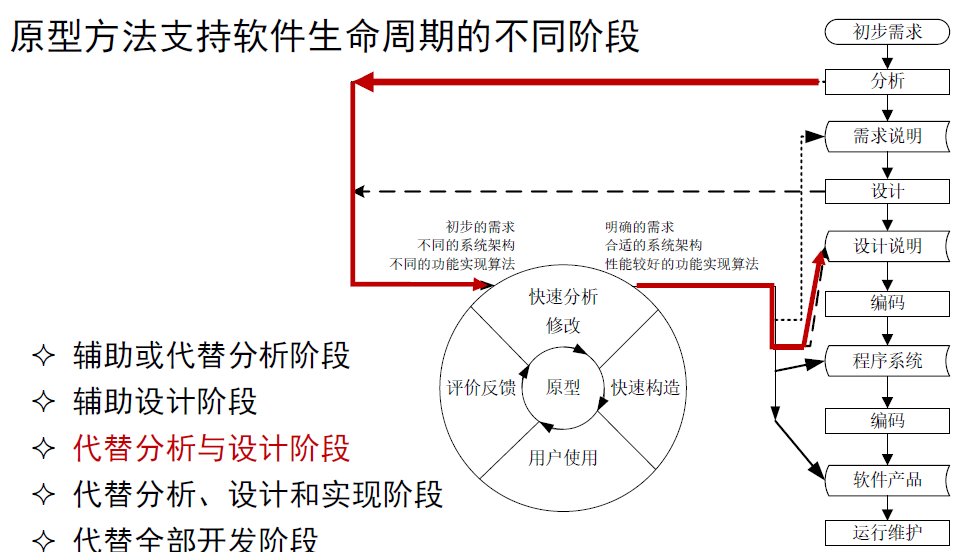 原型方法支持软件生命周期的不同阶段
初步需求
分析
需求说明
设计
设计说明
编码
程序系统
编码
软件产品
运行维护
初步的需求
不同的系统架构
不同的功能实现算法
明确的需求
合适的系统架构
性能较好的功能实现算法
快速分析
修改
评价反馈
原型
快速构造
用户使用
辅助或代替分析阶段
辅助设计阶段
代替分析与设计阶段
代替分析、设计和实现阶段
代替全部开发阶段